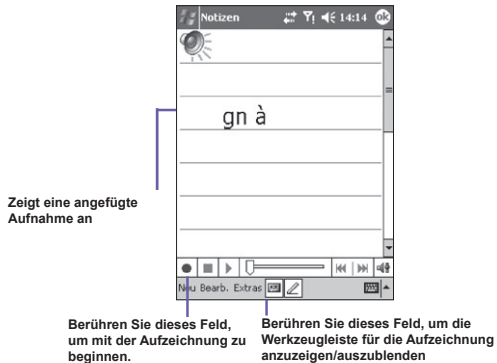 Notizen 14:14 ok
gn à
Zeigt eine angefügte
Aufnahme an
Neu Bearb. Extras
Berühren Sie dieses Feld,
um mit der Aufzeichnung zu
beginnen.
Berühren Sie dieses Feld, um die
Werkzeugleiste für die Aufzeichnung
anzuzeigen/auszublenden